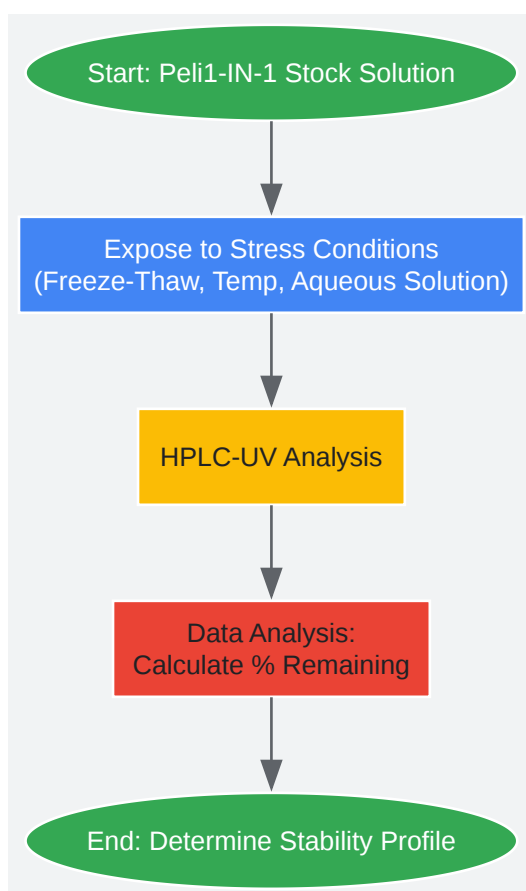 Start: Peli1-IN-1 Stock Solution
Expose to Stress Conditions
(Freeze-Thaw, Temp, Aqueous Solution)
HPLC-UV Analysis
Data Analysis:
Calculate % Remaining
End: Determine Stability Profile